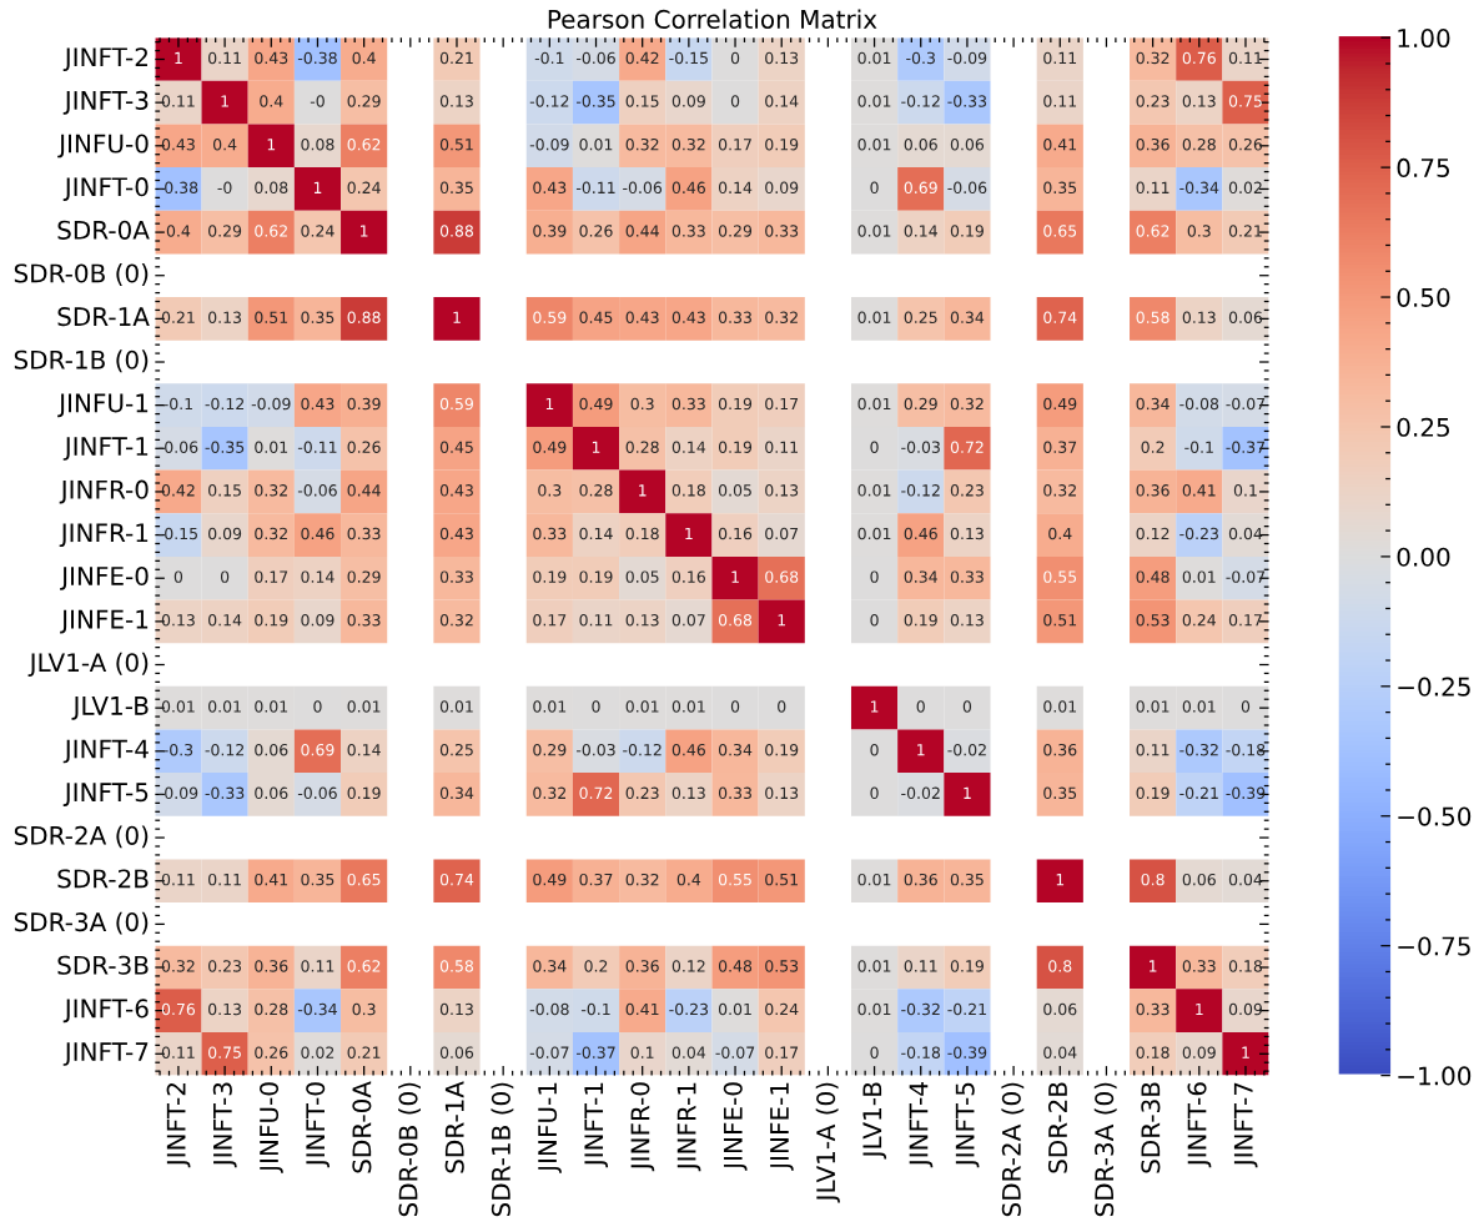 Pearson Correlation Matrix
JINFT-2 1 0.11 0.43 -0.38 0.4 0.21 -0.1 -0.06 0.42 -0.15 0 0.13 0.01 -0.3 -0.09 0.11 0.32 0.76 0.11
JINFT-3 0.11 1 0.4 -0 0.29 0.13 -0.12 -0.35 0.15 0.09 0 0.14 0.01 -0.12 -0.33 0.11 0.23 0.13 0.75
JINFU-0 0.43 0.4 1 0.08 0.62 0.51 -0.09 0.01 0.32 0.32 0.17 0.19 0.01 0.06 0.06 0.41 0.36 0.28 0.26
JINFT-0 -0.38 -0 0.08 1 0.24 0.35 0.43 -0.11 -0.06 0.46 0.14 0.09 0 0.69 -0.06 0.35 0.11 -0.34 0.02
SDR-0A 0.4 0.29 0.62 0.24 1 0.88 0.39 0.26 0.44 0.33 0.29 0.33 0.01 0.14 0.19 0.65 0.62 0.3 0.21
SDR-0B (0)
SDR-1A 0.21 0.13 0.51 0.35 0.88 1 0.59 0.45 0.43 0.43 0.33 0.32 0.01 0.25 0.34 0.74 0.58 0.13 0.06
SDR-1B (0)
JINFU-1 -0.1 -0.12 -0.09 0.43 0.39 0.59 1 0.49 0.3 0.33 0.19 0.17 0.01 0.29 0.32 0.49 0.34 -0.08 -0.07
JINFT-1 -0.06 -0.35 0.01 -0.11 0.26 0.45 0.49 1 0.28 0.14 0.19 0.11 0 -0.03 0.72 0.37 0.2 -0.1 -0.37
JINFR-0 0.42 0.15 0.32 -0.06 0.44 0.43 0.3 0.28 1 0.18 0.05 0.13 0.01 -0.12 0.23 0.32 0.36 0.41 0.1
JINFR-1 -0.15 0.09 0.32 0.46 0.33 0.43 0.33 0.14 0.18 1 0.16 0.07 0.01 0.46 0.13 0.4 0.12 -0.23 0.04
JINFE-0 0 0 0.17 0.14 0.29 0.33 0.19 0.19 0.05 0.16 1 0.68 0 0.34 0.33 0.55 0.48 0.01 -0.07
JINFE-1 0.13 0.14 0.19 0.09 0.33 0.32 0.17 0.11 0.13 0.07 0.68 1 0 0.19 0.13 0.51 0.53 0.24 0.17
JLV1-A (0)
JLV1-B 0.01 0.01 0.01 0 0.01 0.01 0.01 0 0.01 0.01 0 0 1 0 0 0.01 0.01 0.01 0
JINFT-4 -0.3 -0.12 0.06 0.69 0.14 0.25 0.29 -0.03 -0.12 0.46 0.34 0.19 0 1 -0.02 0.36 0.11 -0.32 -0.18
JINFT-5 -0.09 -0.33 0.06 -0.06 0.19 0.34 0.32 0.72 0.23 0.13 0.33 0.13 0 -0.02 1 0.35 0.19 -0.21 -0.39
SDR-2A (0)
SDR-2B 0.11 0.11 0.41 0.35 0.65 0.74 0.49 0.37 0.32 0.4 0.55 0.51 0.01 0.36 0.35 1 0.8 0.06 0.04
SDR-3A (0)
SDR-3B 0.32 0.23 0.36 0.11 0.62 0.58 0.34 0.2 0.36 0.12 0.48 0.53 0.01 0.11 0.19 0.8 1 0.33 0.18
JINFT-6 0.76 0.13 0.28 -0.34 0.3 0.13 -0.08 -0.1 0.41 -0.23 0.01 0.24 0.01 -0.32 -0.21 0.06 0.33 1 0.09
JINFT-7 0.11 0.75 0.26 0.02 0.21 0.06 -0.07 -0.37 0.1 0.04 -0.07 0.17 0 -0.18 -0.39 0.04 0.18 0.09 1
JINFT-2
JINFT-3
JINFU-0
JINFT-0
SDR-0A
SDR-0B (0)
SDR-1A
SDR-1B (0)
JINFU-1
JINFT-1
JINFR-0
JINFR-1
JINFE-0
JINFE-1
JLV1-A (0)
JLV1-B
JINFT-4
JINFT-5
SDR-2A (0)
SDR-2B
SDR-3A (0)
SDR-3B
JINFT-6
JINFT-7
1.00
0.75
0.50
0.25
0.00
−0.25
−0.50
−0.75
−1.00